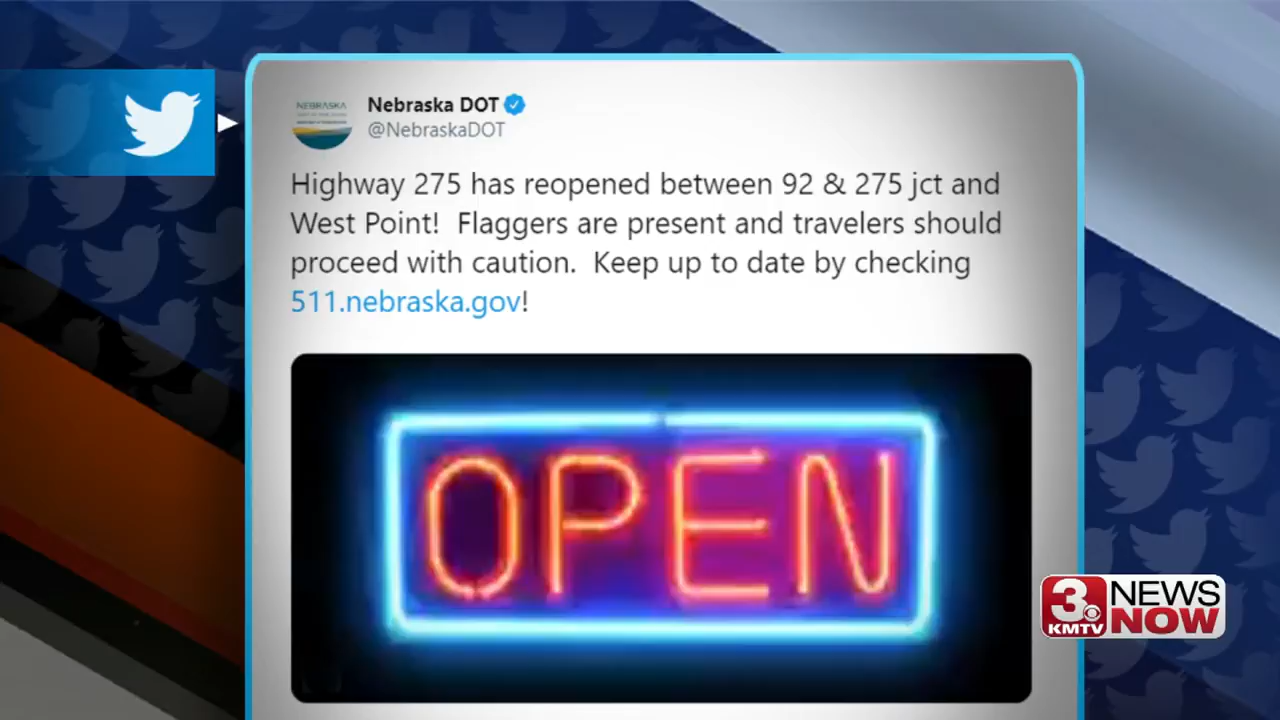 Nebraska DOT
@NebraskaDOT
Highway 275 has reopened between 92 & 275 jct and
West Point!  Flaggers are present and travelers should
proceed with caution.  Keep up to date by checking
511.nebraska.gov!
OPEN
NEBRASKA
3 NEWS
KMTV NOW